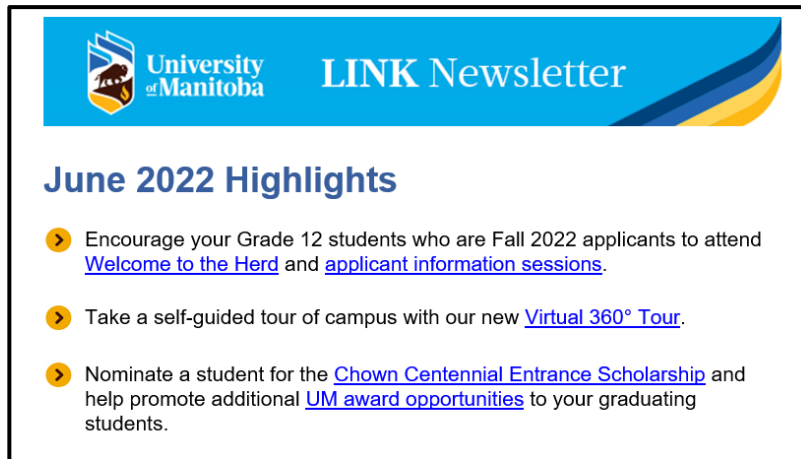 University
of Manitoba
LINK Newsletter
June 2022 Highlights
Encourage your Grade 12 students who are Fall 2022 applicants to attend
Welcome to the Herd and applicant information sessions.
Take a self-guided tour of campus with our new Virtual 360° Tour.
Nominate a student for the Chown Centennial Entrance Scholarship and
help promote additional UM award opportunities to your graduating
students.